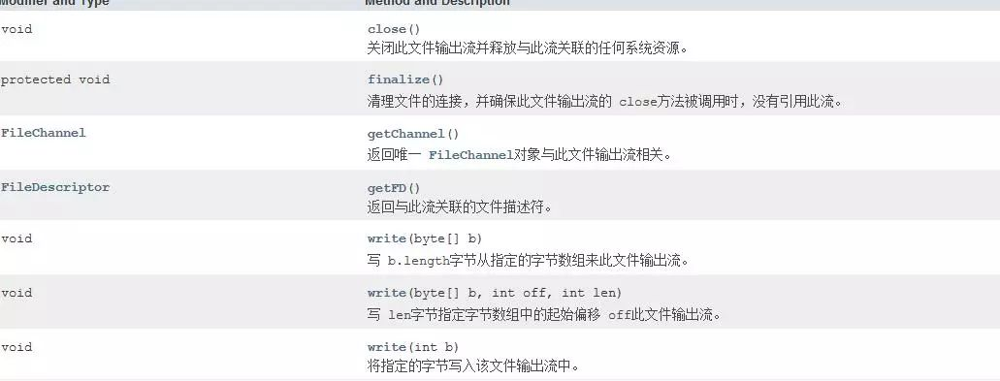 Modifier and Type Method and Description
void close()
关闭此文件输出流并释放与此流关联的任何系统资源。
protected void finalize()
清理文件的连接，并确保此文件输出流的 close方法被调用时，没有引用此流。
FileChannel getChannel()
返回唯一 FileChannel对象与此文件输出流相关。
FileDescriptor getFD()
返回与此流关联的文件描述符。
void write(byte[] b)
写 b.length字节从指定的字节数组来此文件输出流。
void write(byte[] b, int off, int len)
写 len字节指定字节数组中的起始偏移 off此文件输出流。
void write(int b)
将指定的字节写入该文件输出流中。